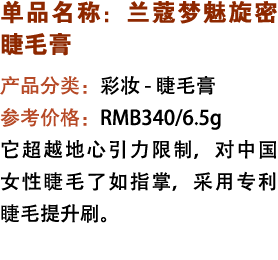 单品名称：兰蔻梦魅旋密
睫毛膏
产品分类：彩妆-睫毛膏
参考价格：RMB340/6.5g
它超越地心引力限制，对中国
女性睫毛了如指掌，采用专利
睫毛提升刷。